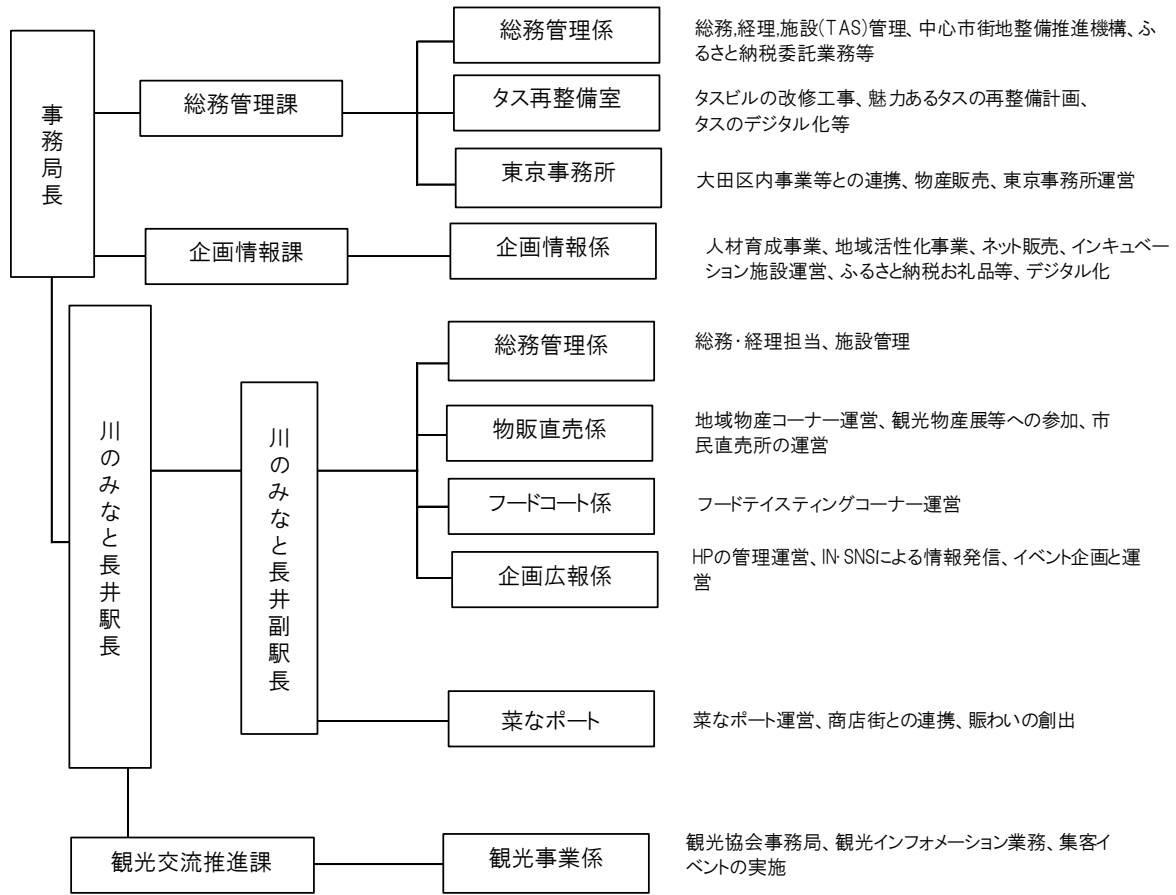 事務局長
総務管理課
総務管理係
総務,経理,施設(TAS)管理、中心市街地整備推進機構、ふ
るさと納税委託業務等
タス再整備室
タスビルの改修工事、魅力あるタスの再整備計画、
タスのデジタル化等
東京事務所
大田区内事業等との連携、物産販売、東京事務所運営
企画情報課
企画情報係
人材育成事業、地域活性化事業、ネット販売、インキュベー
ション施設運営、ふるさと納税お礼品等、デジタル化
川のみなと長井駅長
川のみなと長井副駅長
総務管理係
総務・経理担当、施設管理
物販直売係
地域物産コーナー運営、観光物産展等への参加、市
民直売所の運営
フードコート係
フードテイスティングコーナー運営
企画広報係
HPの管理運営、IN・SNSによる情報発信、イベント企画と運
営
菜なポート
菜なポート運営、商店街との連携、賑わいの創出
観光交流推進課
観光事業係
観光協会事務局、観光インフォメーション業務、集客イ
ベントの実施